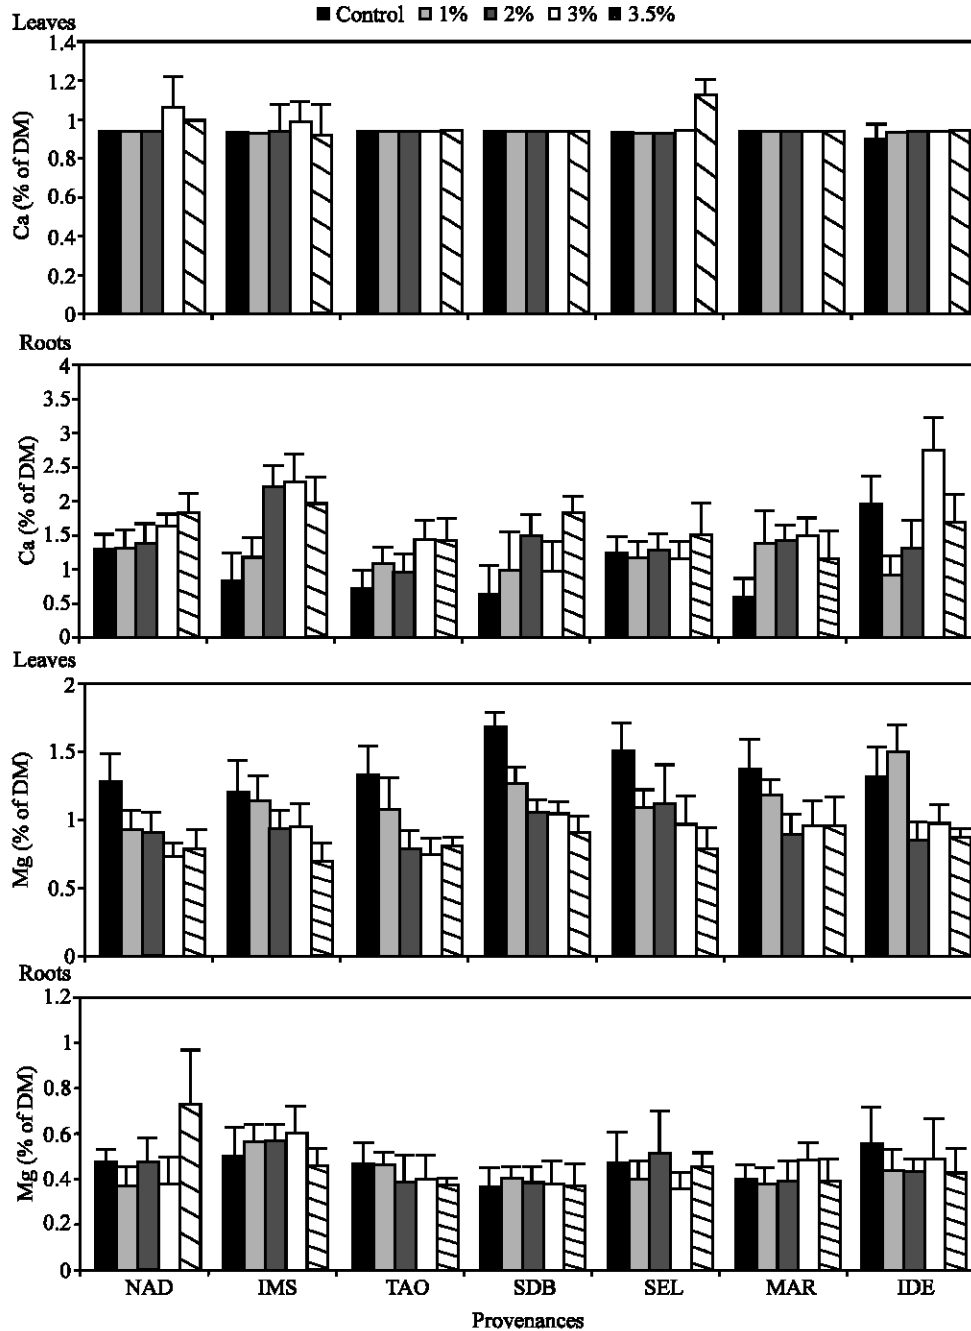 Control 1% 2% 3% 3.5%
Leaves
Ca (% of DM)
1.4
1.2
1
0.8
0.6
0.4
0.2
0
Roots
Ca (% of DM)
4
3.5
3
2.5
2
1.5
1
0.5
0
Leaves
Mg (% of DM)
2
1.5
1
0.5
0
Roots
Mg (% of DM)
1.2
1
0.8
0.6
0.4
0.2
0
NAD IMS TAO SDB SEL MAR IDE
Provenances